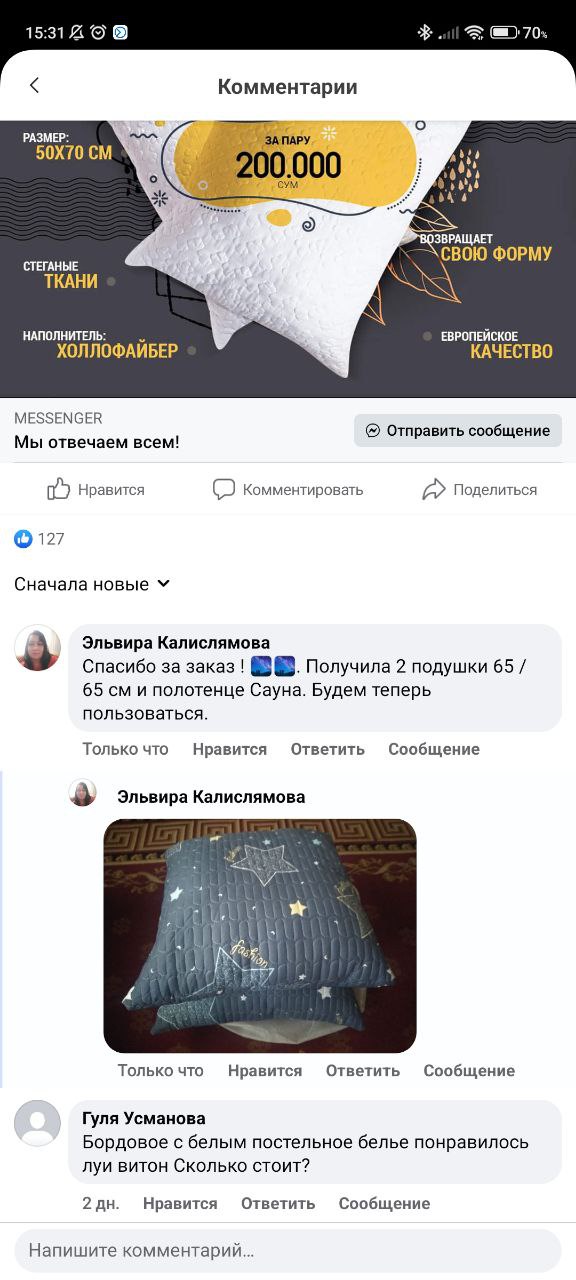 15:31
70%
Комментарии
РАЗМЕР:
50X70 СМ
ЗА ПАРУ
200.000
СУМ
СТЕГАНЫЕ
ТКАНИ
ВОЗВРАЩАЕТ
СВОЮ ФОРМУ
НАПОЛНИТЕЛЬ:
ХОЛЛОФАЙБЕР
ЕВРОПЕЙСКОЕ
КАЧЕСТВО
MESSENGER
Мы отвечаем всем!
Отправить сообщение
Нравится
Комментировать
Поделиться
127
Сначала новые
Эльвира Калислямова
Спасибо за заказ ! 🌌🌌. Получила 2 подушки 65 /
65 см и полотенце Сауна. Будем теперь
пользоваться.
Только что Нравится Ответить Сообщение
Эльвира Калислямова
fashion
Только что Нравится Ответить Сообщение
Гуля Усманова
Бордовое с белым постельное белье понравилось
луи витон Сколько стоит?
2 дн. Нравится Ответить Сообщение
Напишите комментарий...